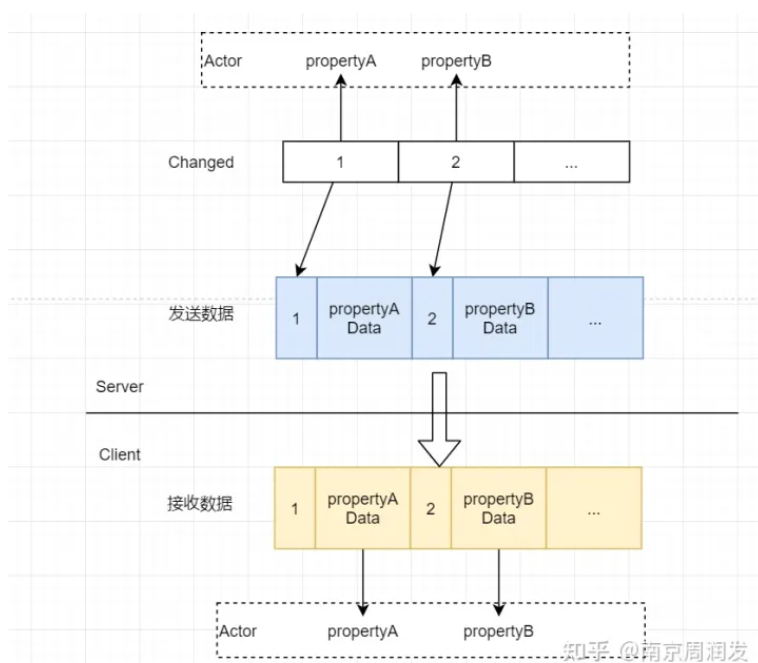 Actor propertyA propertyB
Changed 1 2 ...
发送数据 1 propertyA Data 2 propertyB Data ...
Server
Client
接收数据 1 propertyA Data 2 propertyB Data ...
Actor propertyA propertyB
知乎 @南京周润发